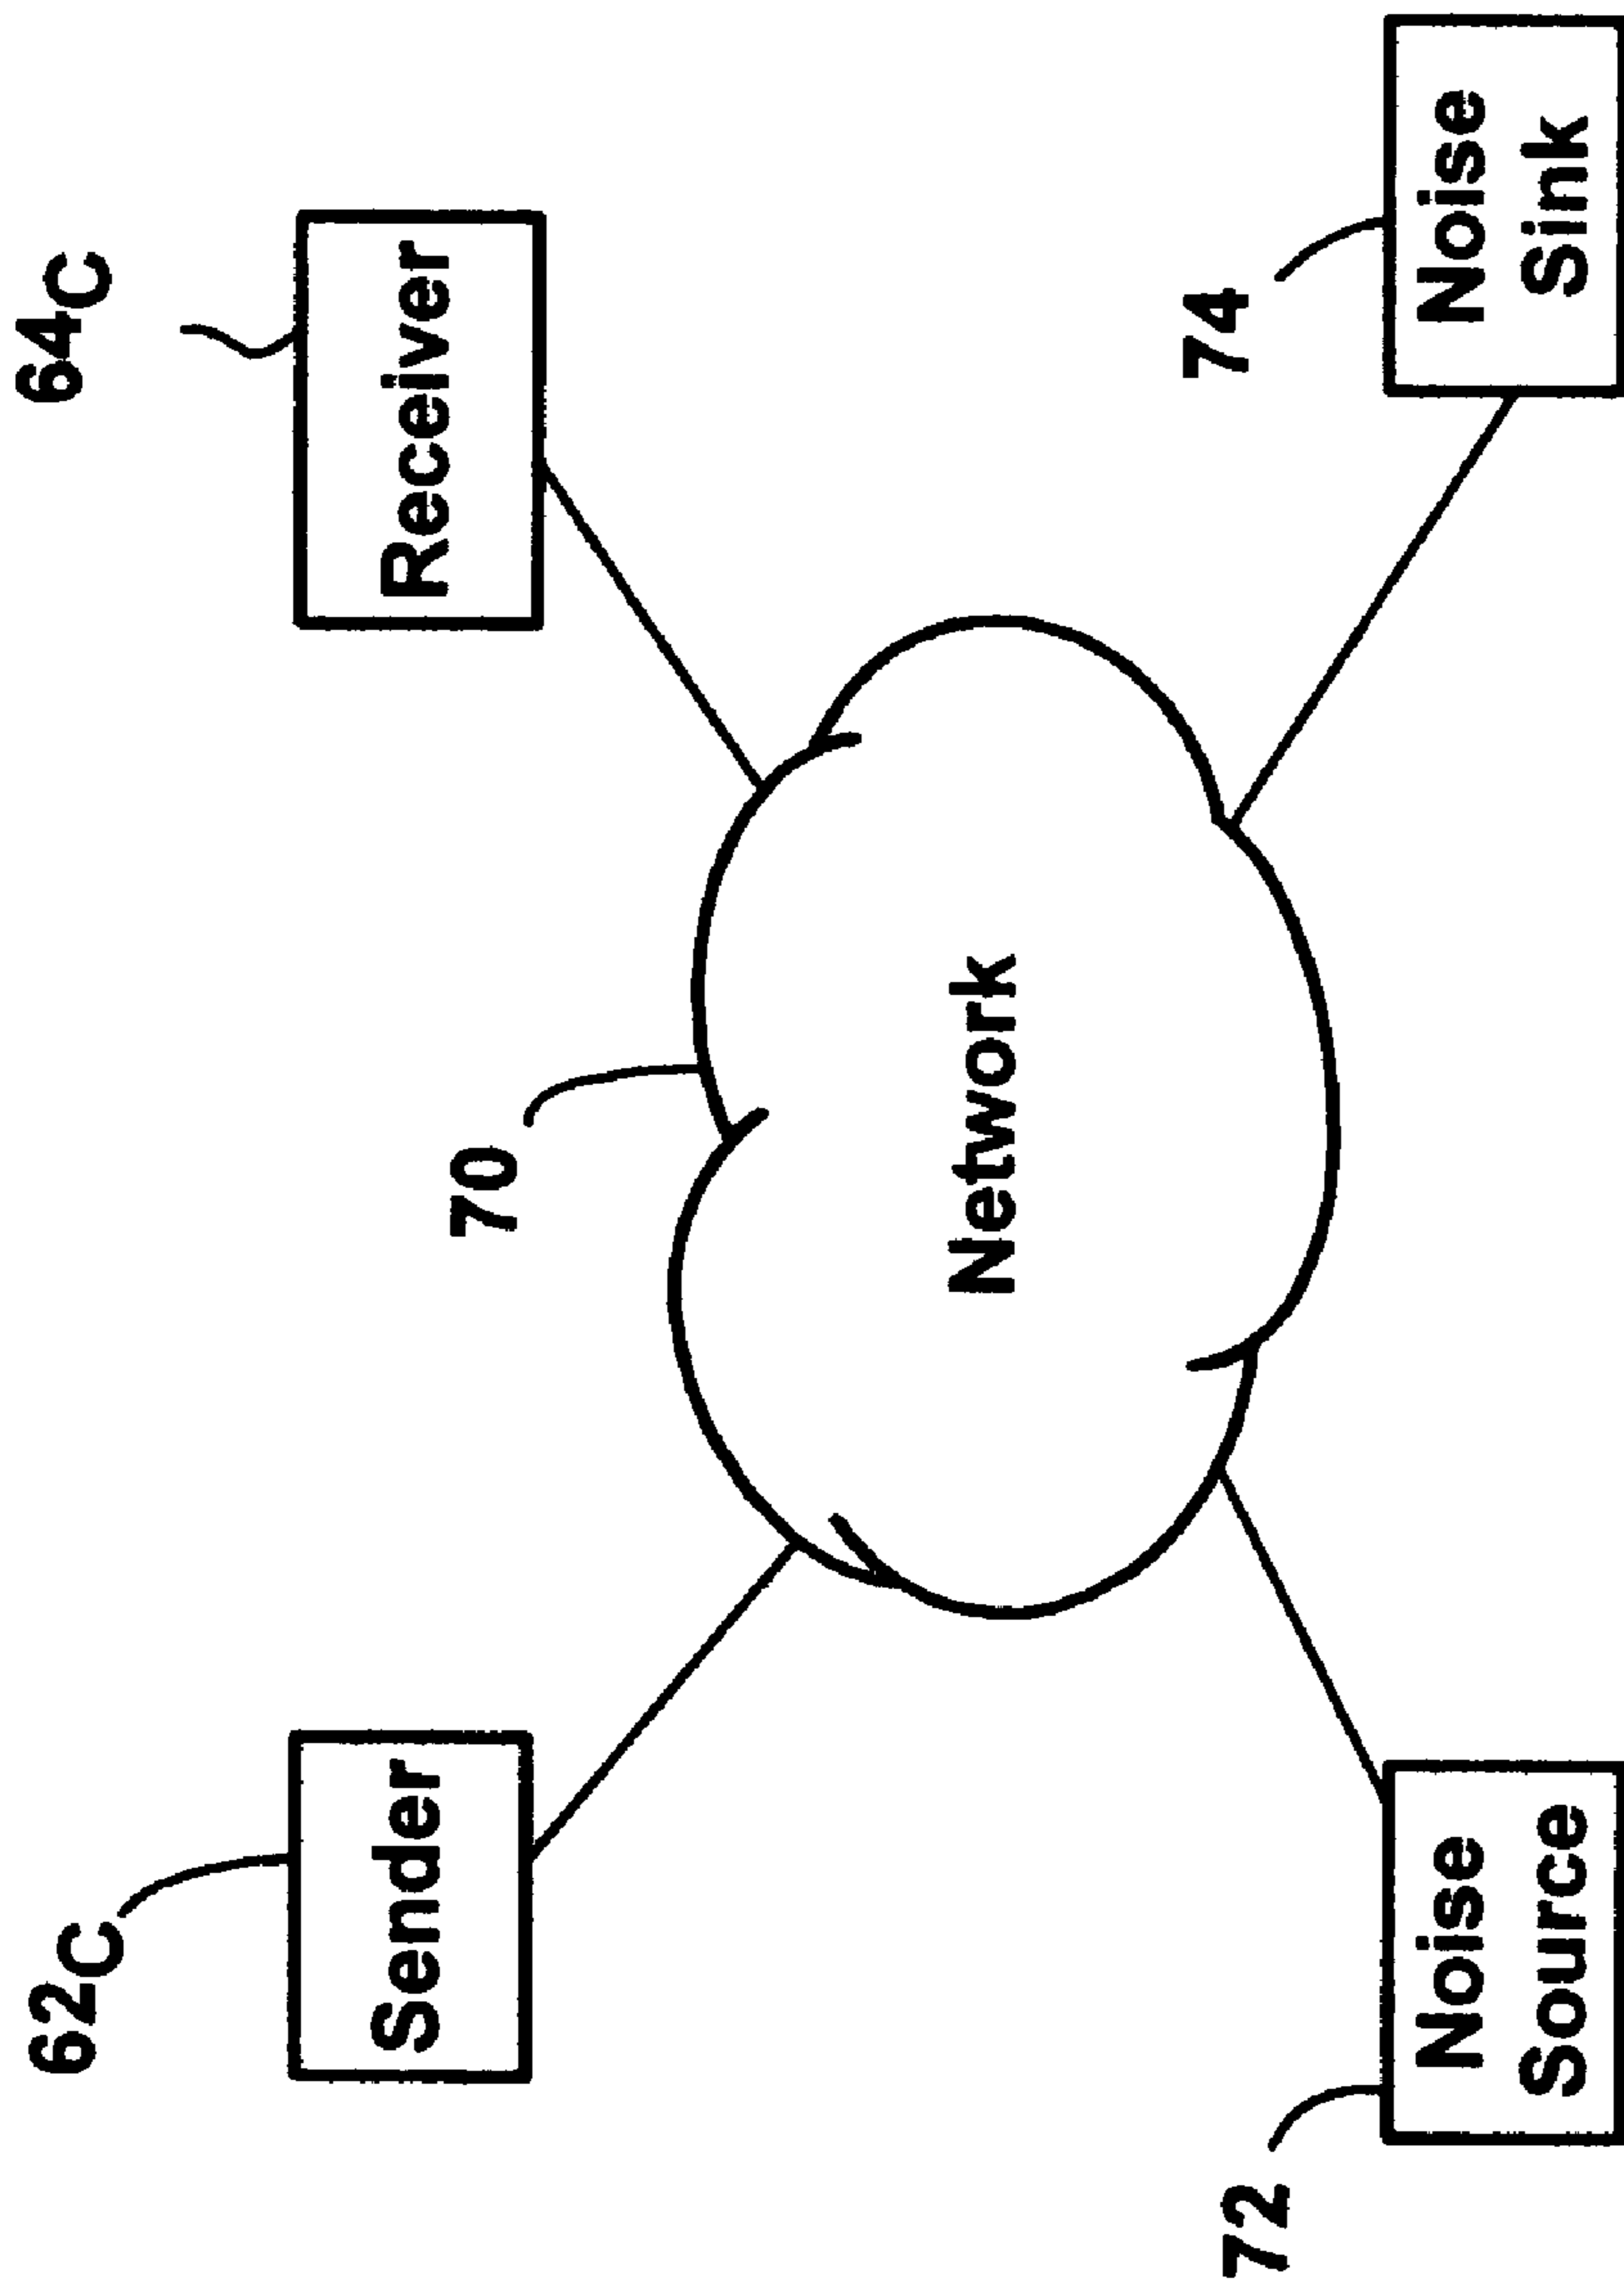 62C
Sender
64C
Receiver
70
Network
72
Noise
Source
74
Noise
Sink